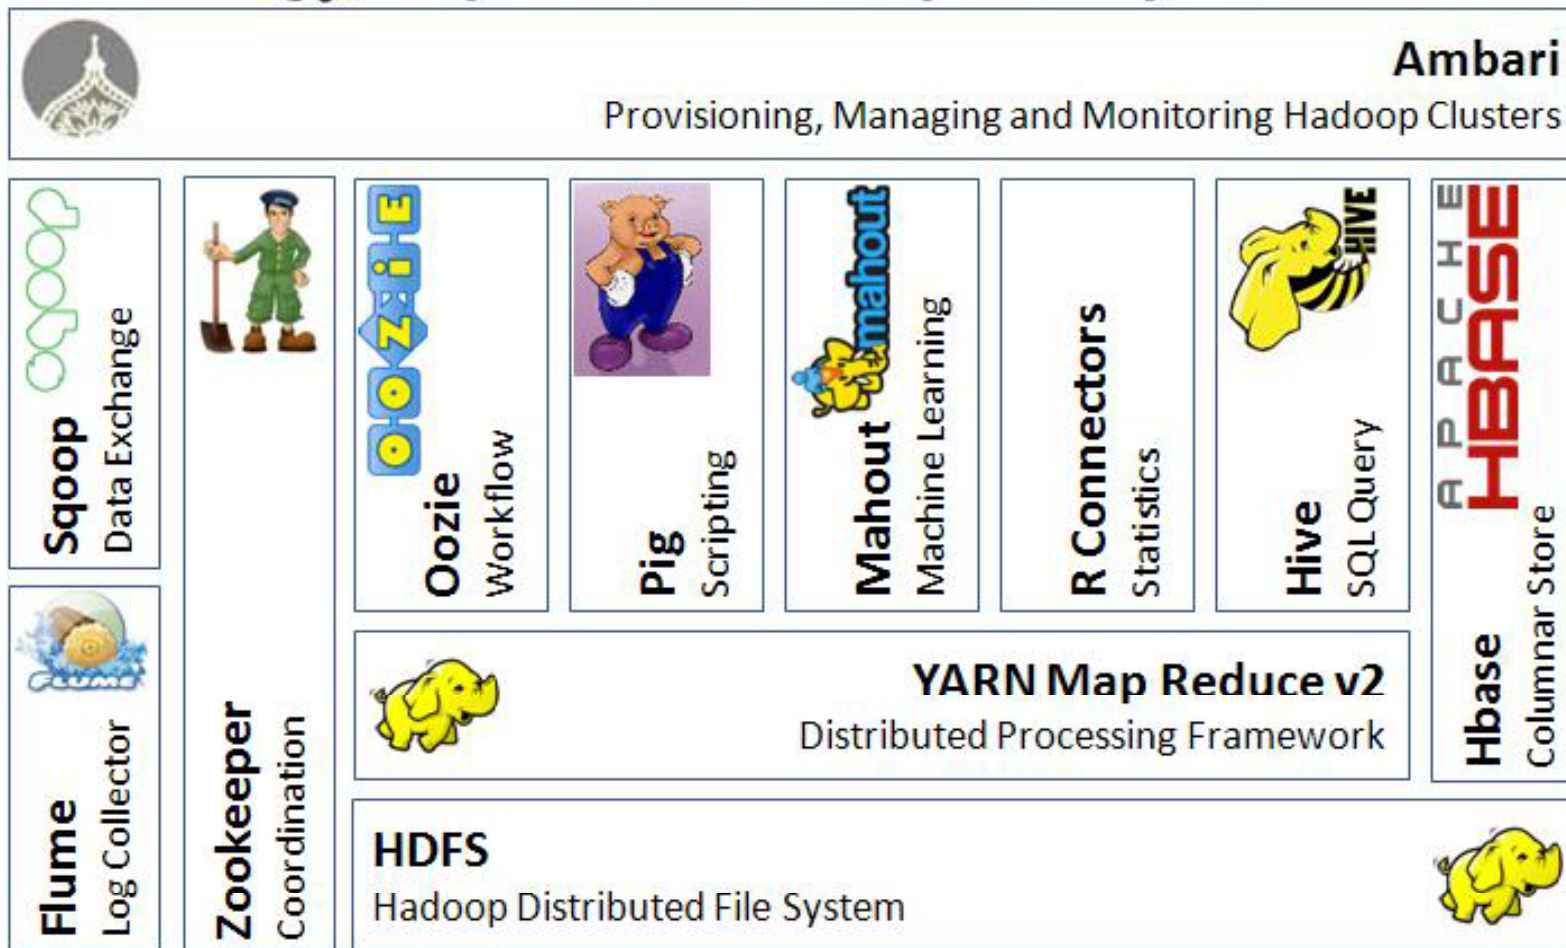 Ambari
Provisioning, Managing and Monitoring Hadoop Clusters
sqoop
Sqoop
Data Exchange
Zookeeper
Coordination
OOZIE
Oozie
Workflow
Pig
Scripting
mahout
Mahout
Machine Learning
R Connectors
Statistics
HIVE
Hive
SQL Query
APACHE
HBASE
Hbase
Columnar Store
FLUME
Flume
Log Collector
YARN Map Reduce v2
Distributed Processing Framework
HDFS
Hadoop Distributed File System